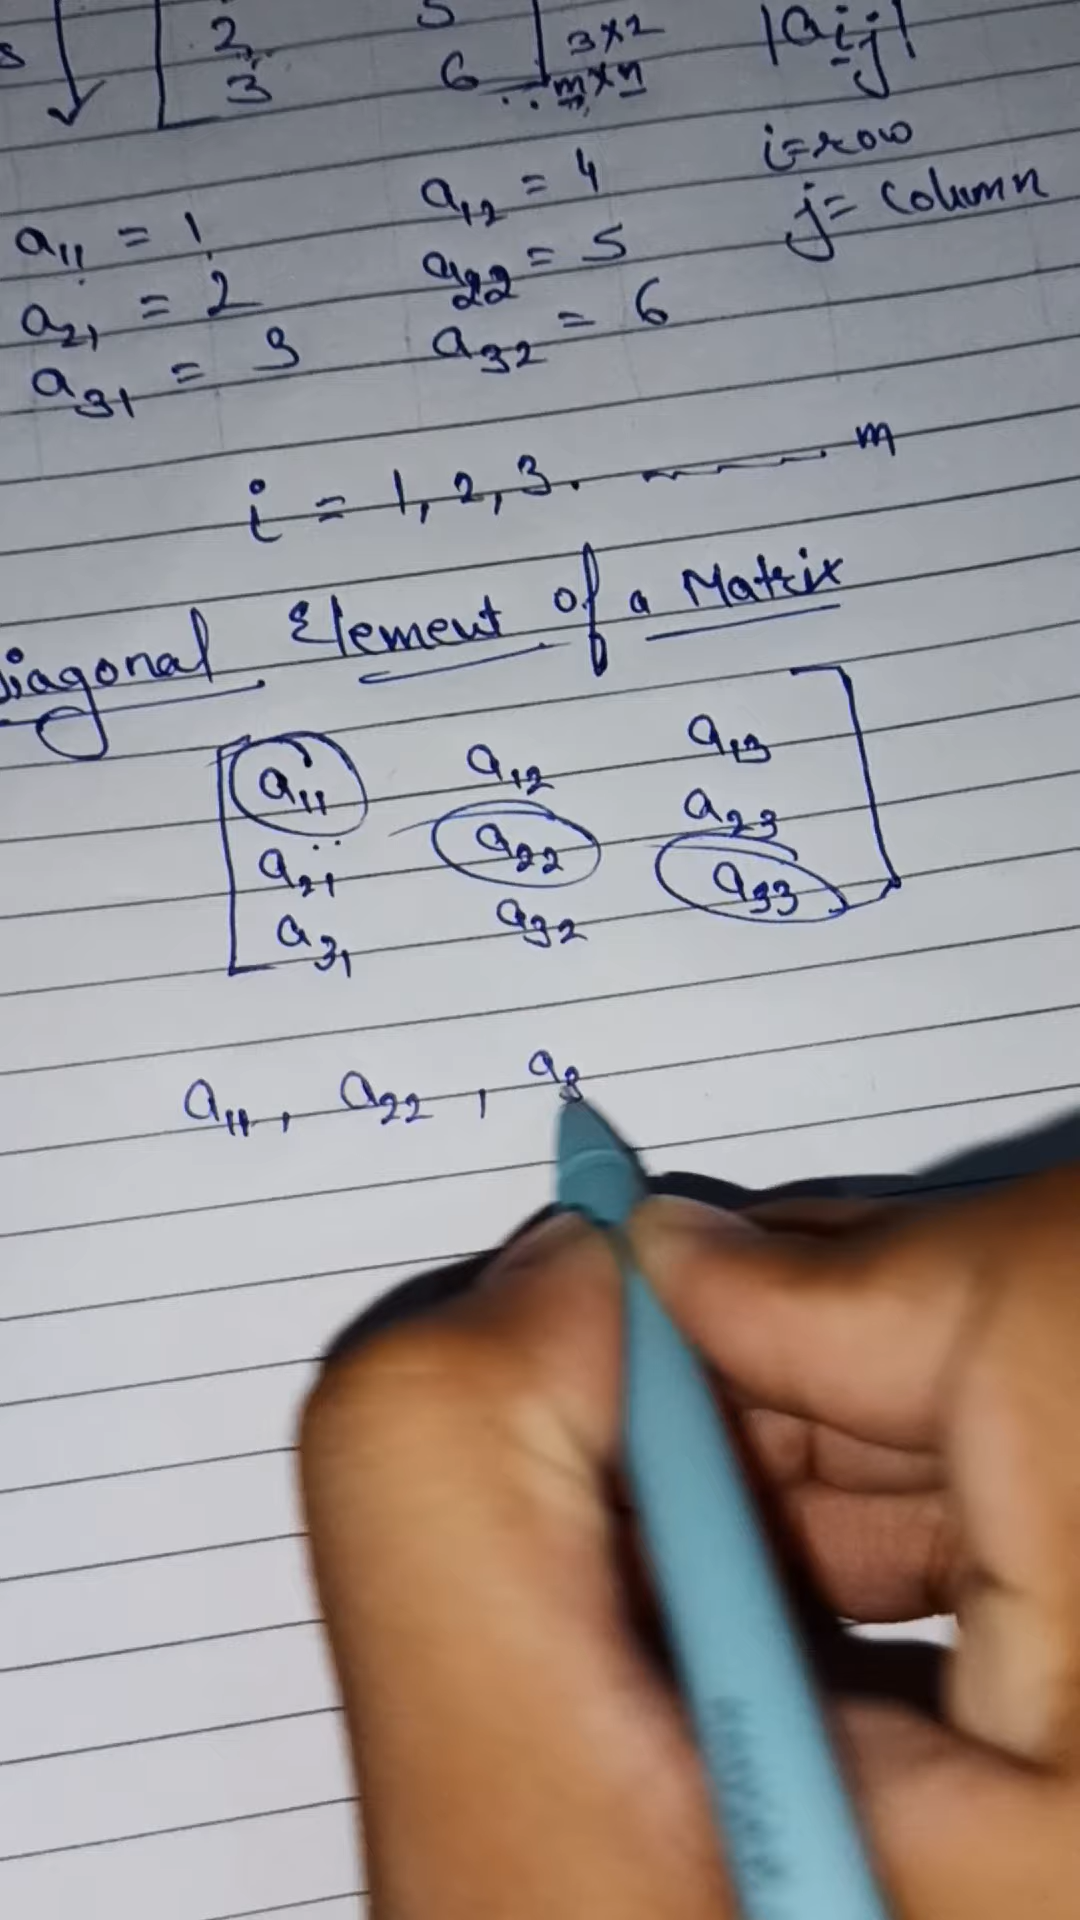 2 5
3 6 3×2 |aij|
m×n
i=row
a11 = 1 a12 = 4 j= Column
a21 = 2 a22 = 5
a31 = 3 a32 = 6
i = 1, 2, 3. ------- m
iagonal Element of a Matrix
a11 a12 a13
a21 a22 a23
a31 a32 a33
a11, a22, a3